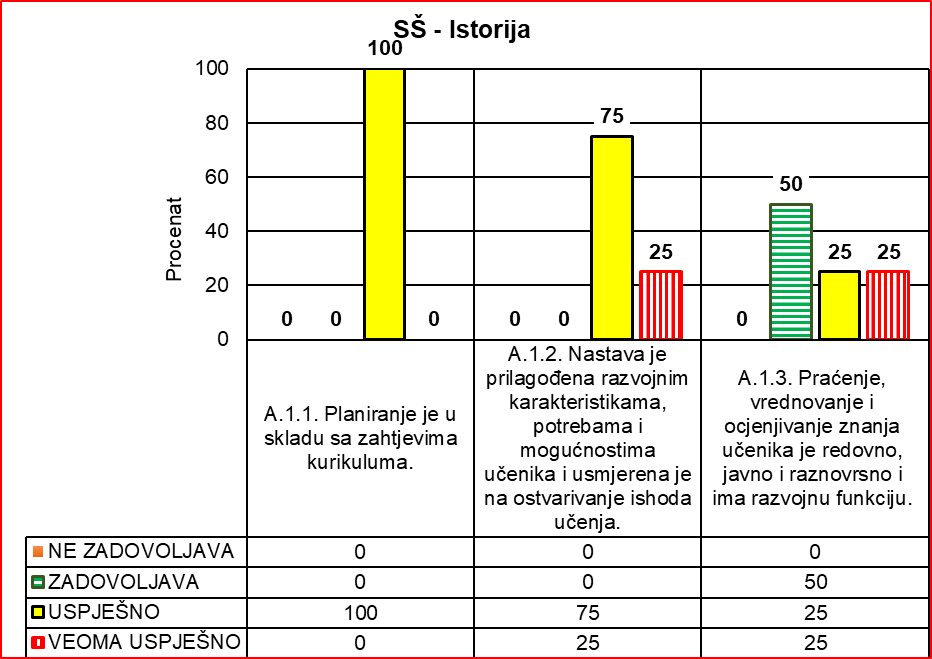 SŠ - Istorija
100
Procenat
100
80
60
40
20
0
0
0
0
0
0
75
25
0
50
25
25
A.1.1. Planiranje je u
skladu sa zahtjevima
kurikuluma.
A.1.2. Nastava je
prilagođena razvojnim
karakteristikama,
potrebama i
mogućnostima
učenika i usmjerena je
na ostvarivanje ishoda
učenja.
A.1.3. Praćenje,
vrednovanje i
ocjenjivanje znanja
učenika je redovno,
javno i raznovrsno i
ima razvojnu funkciju.
NE ZADOVOLJAVA 0 0 0
ZADOVOLJAVA 0 0 50
USPJEŠNO 100 75 25
VEOMA USPJEŠNO 0 25 25